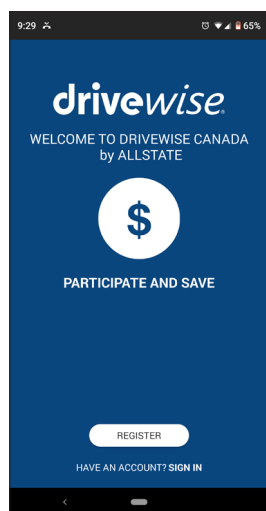 9:29 65%
drivewise.
WELCOME TO DRIVEWISE CANADA
by ALLSTATE
$
PARTICIPATE AND SAVE
REGISTER
HAVE AN ACCOUNT? SIGN IN